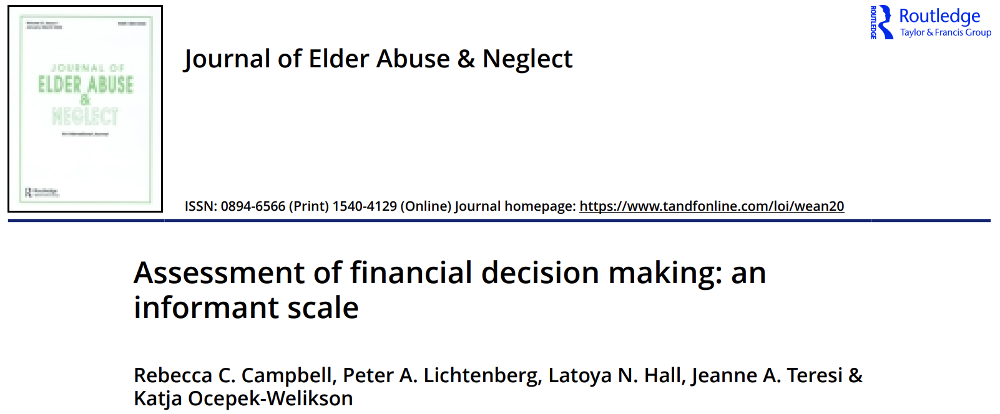 JOURNAL OF
ELDER ABUSE
&
NEGLECT
Routledge
ROUTLEDGE
Routledge
Taylor & Francis Group
Journal of Elder Abuse & Neglect
ISSN: 0894-6566 (Print) 1540-4129 (Online) Journal homepage: https://www.tandfonline.com/loi/wean20
Assessment of financial decision making: an
informant scale
Rebecca C. Campbell, Peter A. Lichtenberg, Latoya N. Hall, Jeanne A. Teresi &
Katja Ocepek-Welikson